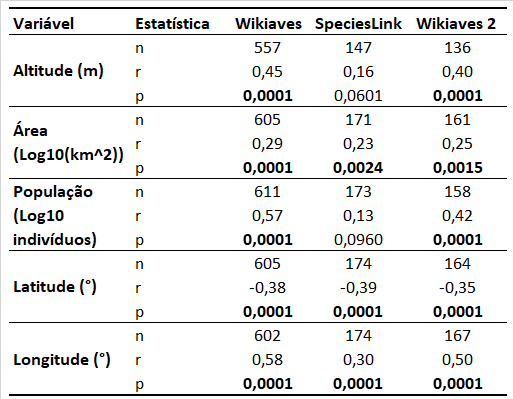 Variável Estatística Wikiaves SpeciesLink Wikiaves 2
Altitude (m)
n 557 147 136
r 0,45 0,16 0,40
p 0,0001 0,0601 0,0001
Área
(Log10(km^2))
n 605 171 161
r 0,29 0,23 0,25
p 0,0001 0,0024 0,0015
População
(Log10
indivíduos)
n 611 173 158
r 0,57 0,13 0,42
p 0,0001 0,0960 0,0001
Latitude (°)
n 605 174 164
r -0,38 -0,39 -0,35
p 0,0001 0,0001 0,0001
Longitude (°)
n 602 174 167
r 0,58 0,30 0,50
p 0,0001 0,0001 0,0001